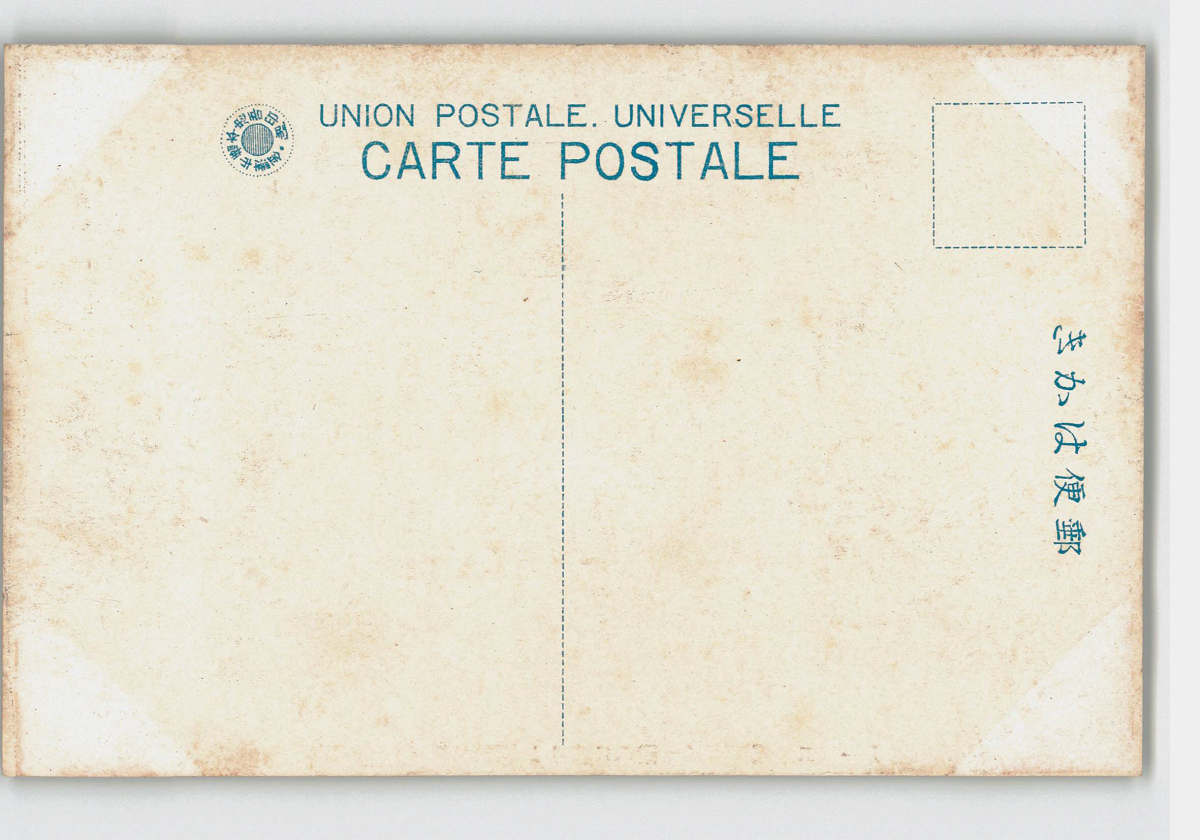 UNION POSTALE. UNIVERSELLE
CARTE POSTALE
きかは便郵